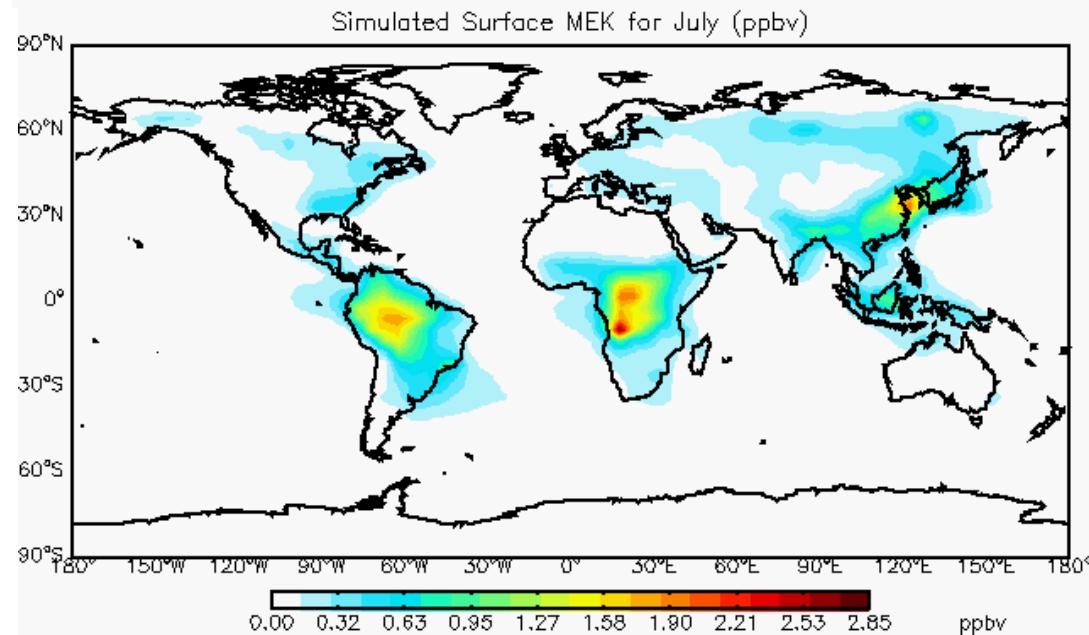 Simulated Surface MEK for July (ppbv)
90°N
60°N
30°N
0°
30°S
60°S
90°S
180° 150°W 120°W 90°W 60°W 30°W 0° 30°E 60°E 90°E 120°E 150°E 180°
0.00 0.32 0.63 0.95 1.27 1.58 1.90 2.21 2.53 2.85 ppbv